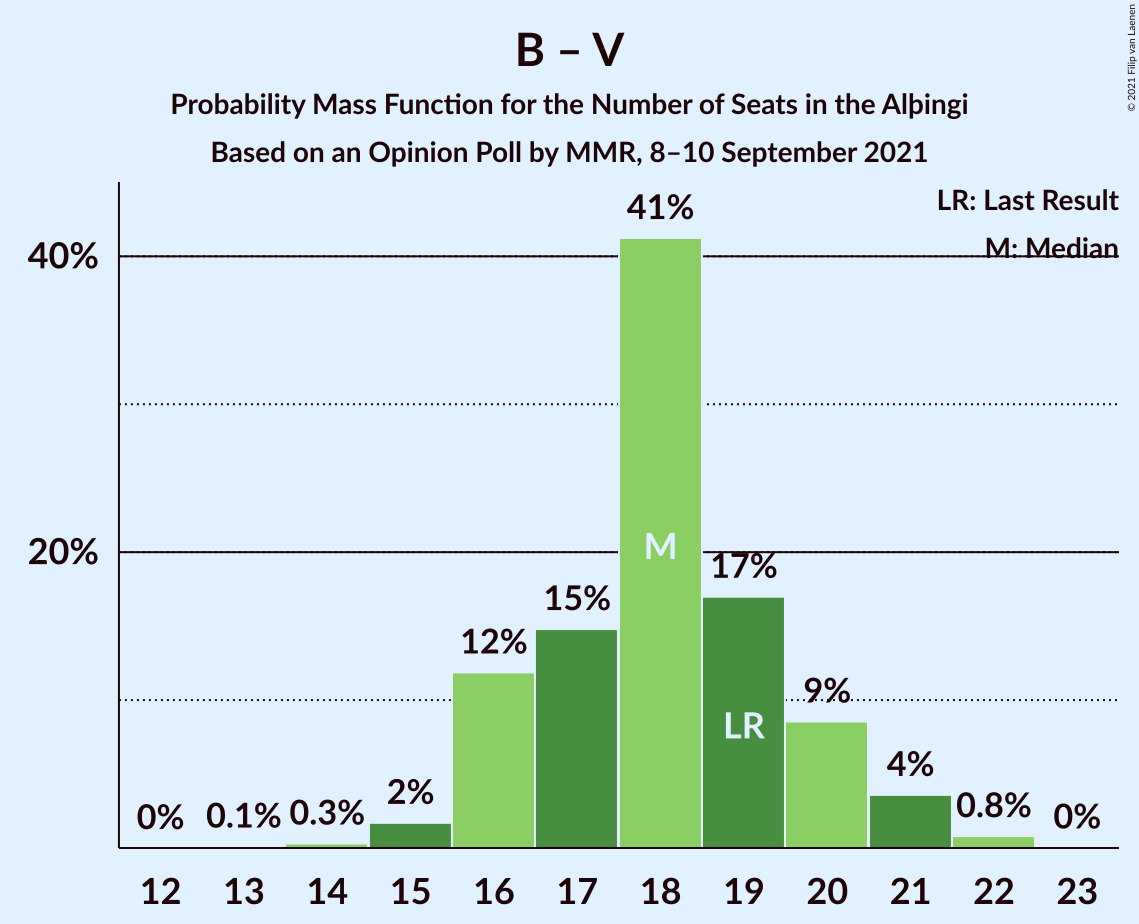 B – V
Probability Mass Function for the Number of Seats in the Alþingi
Based on an Opinion Poll by MMR, 8–10 September 2021
© 2021 Filip van Laenen
LR: Last Result
M: Median
41%
40%
M
20%
17%
15%
12%
LR
9%
4%
2%
0.8%
0.3%
0.1%
0%
0%
12 13 14 15 16 17 18 19 20 21 22 23